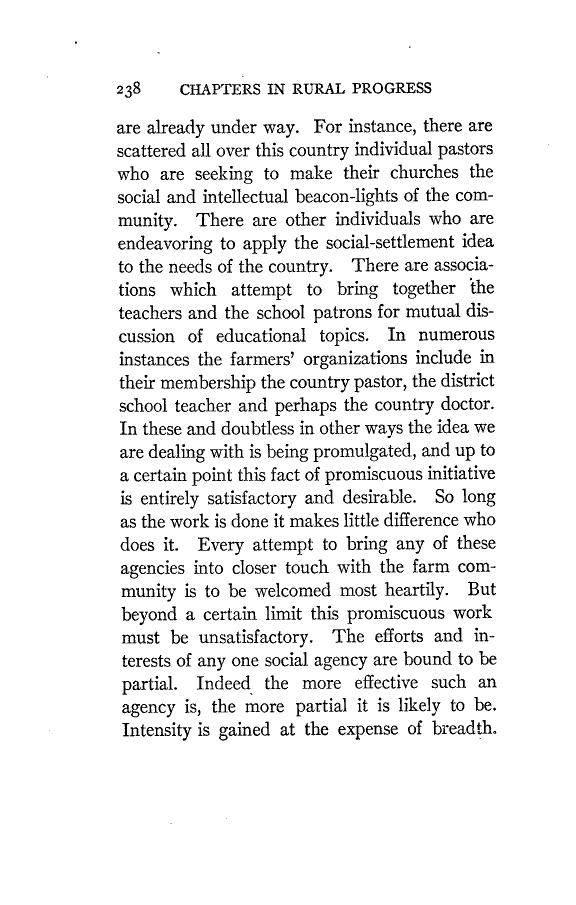 238 CHAPTERS IN RURAL PROGRESS
are already under way. For instance, there are
scattered all over this country individual pastors
who are seeking to make their churches the
social and intellectual beacon-lights of the com-
munity. There are other individuals who are
endeavoring to apply the social-settlement idea
to the needs of the country. There are associa-
tions which attempt to bring together the
teachers and the school patrons for mutual dis-
cussion of educational topics. In numerous
instances the farmers' organizations include in
their membership the country pastor, the district
school teacher and perhaps the country doctor.
In these and doubtless in other ways the idea we
are dealing with is being promulgated, and up to
a certain point this fact of promiscuous initiative
is entirely satisfactory and desirable. So long
as the work is done it makes little difference who
does it. Every attempt to bring any of these
agencies into closer touch with the farm com-
munity is to be welcomed most heartily. But
beyond a certain limit this promiscuous work
must be unsatisfactory. The efforts and in-
terests of any one social agency are bound to be
partial. Indeed the more effective such an
agency is, the more partial it is likely to be.
Intensity is gained at the expense of breadth.